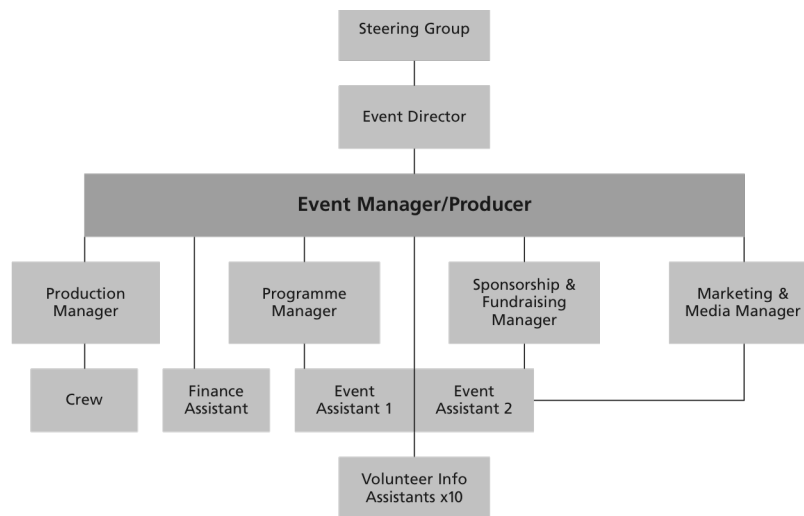 Steering Group
Event Director
Event Manager/Producer
Production
Manager
Programme
Manager
Sponsorship &
Fundraising
Manager
Marketing &
Media Manager
Crew
Finance
Assistant
Event
Assistant 1
Event
Assistant 2
Volunteer Info
Assistants x10